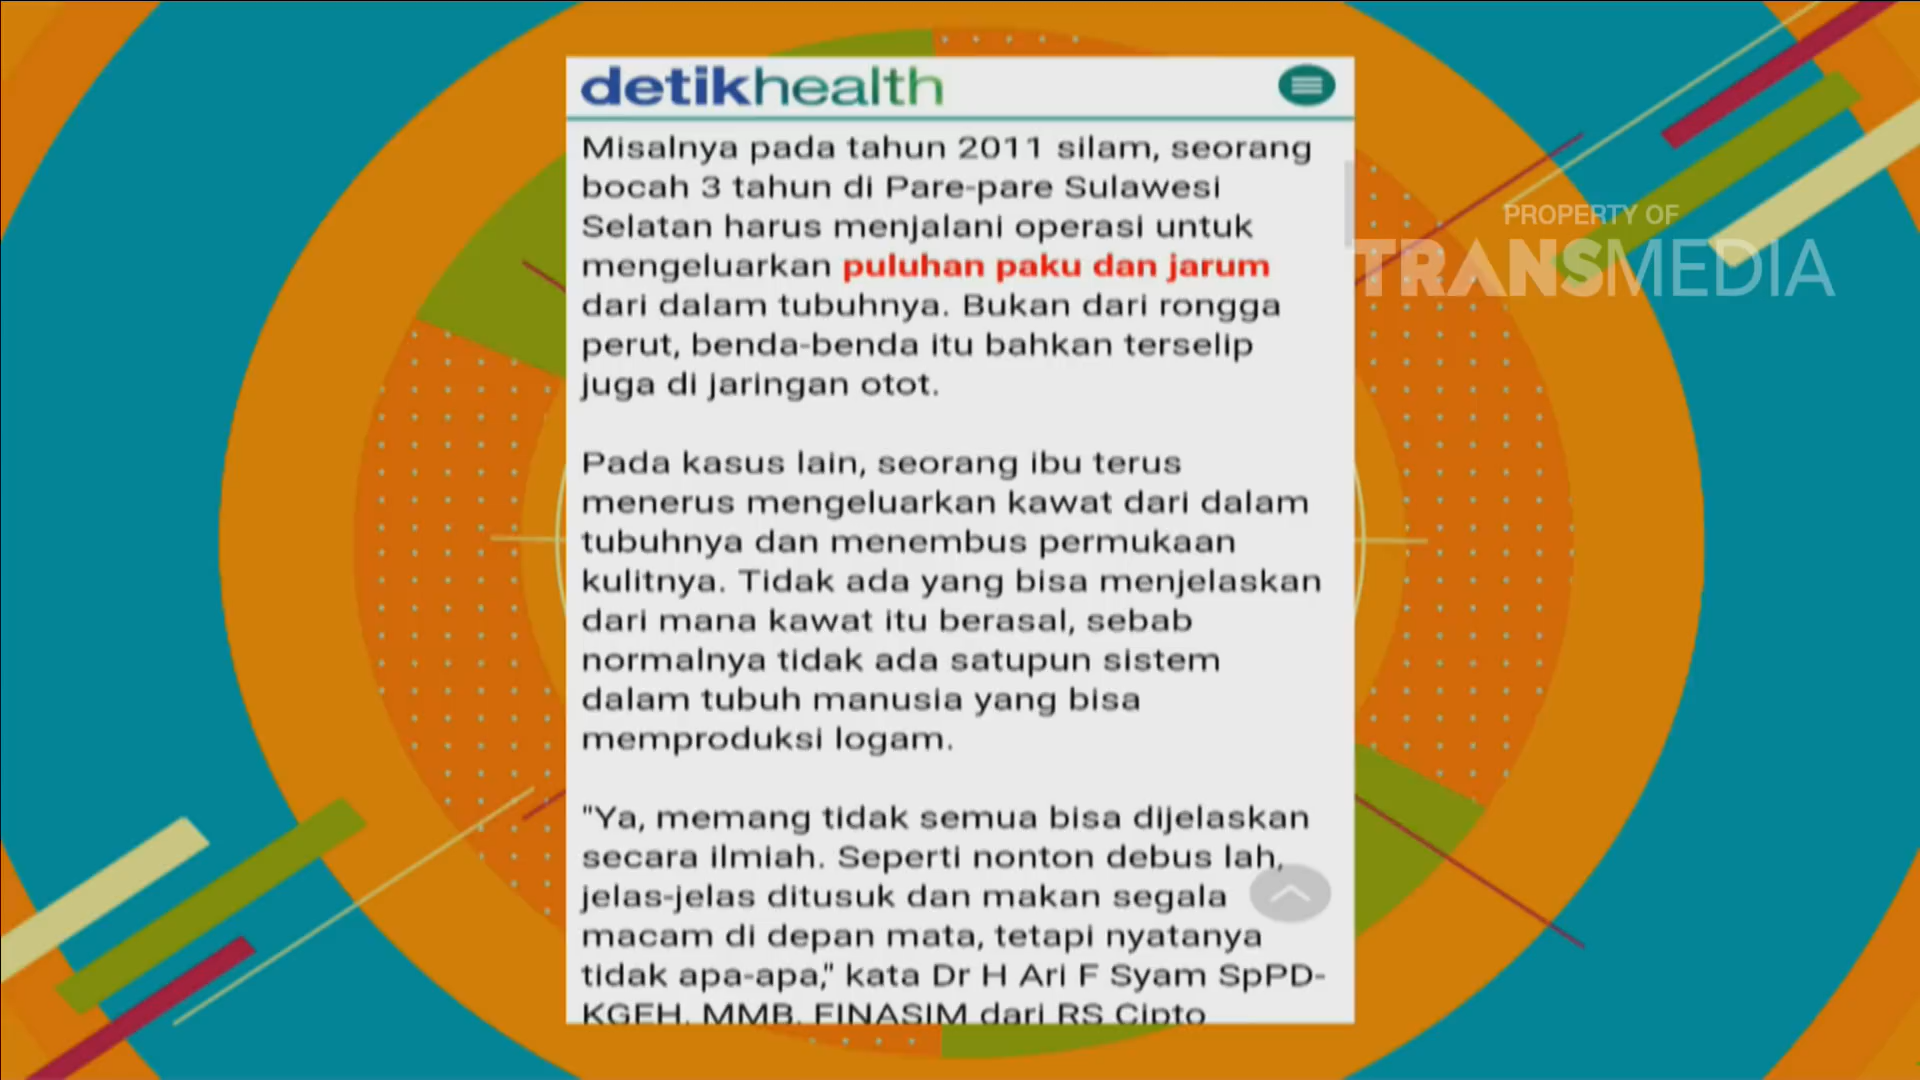 detikhealth
Misalnya pada tahun 2011 silam, seorang
bocah 3 tahun di Pare-pare Sulawesi
Selatan harus menjalani operasi untuk
mengeluarkan puluhan paku dan jarum
dari dalam tubuhnya. Bukan dari rongga
perut, benda-benda itu bahkan terselip
juga di jaringan otot.
Pada kasus lain, seorang ibu terus
menerus mengeluarkan kawat dari dalam
tubuhnya dan menembus permukaan
kulitnya. Tidak ada yang bisa menjelaskan
dari mana kawat itu berasal, sebab
normalnya tidak ada satupun sistem
dalam tubuh manusia yang bisa
memproduksi logam.
"Ya, memang tidak semua bisa dijelaskan
secara ilmiah. Seperti nonton debus lah,
jelas-jelas ditusuk dan makan segala
macam di depan mata, tetapi nyatanya
tidak apa-apa," kata Dr H Ari F Syam SpPD-
KGEH, MMB, FINASIM dari RS Cipto
PROPERTY OF
TRANSMEDIA